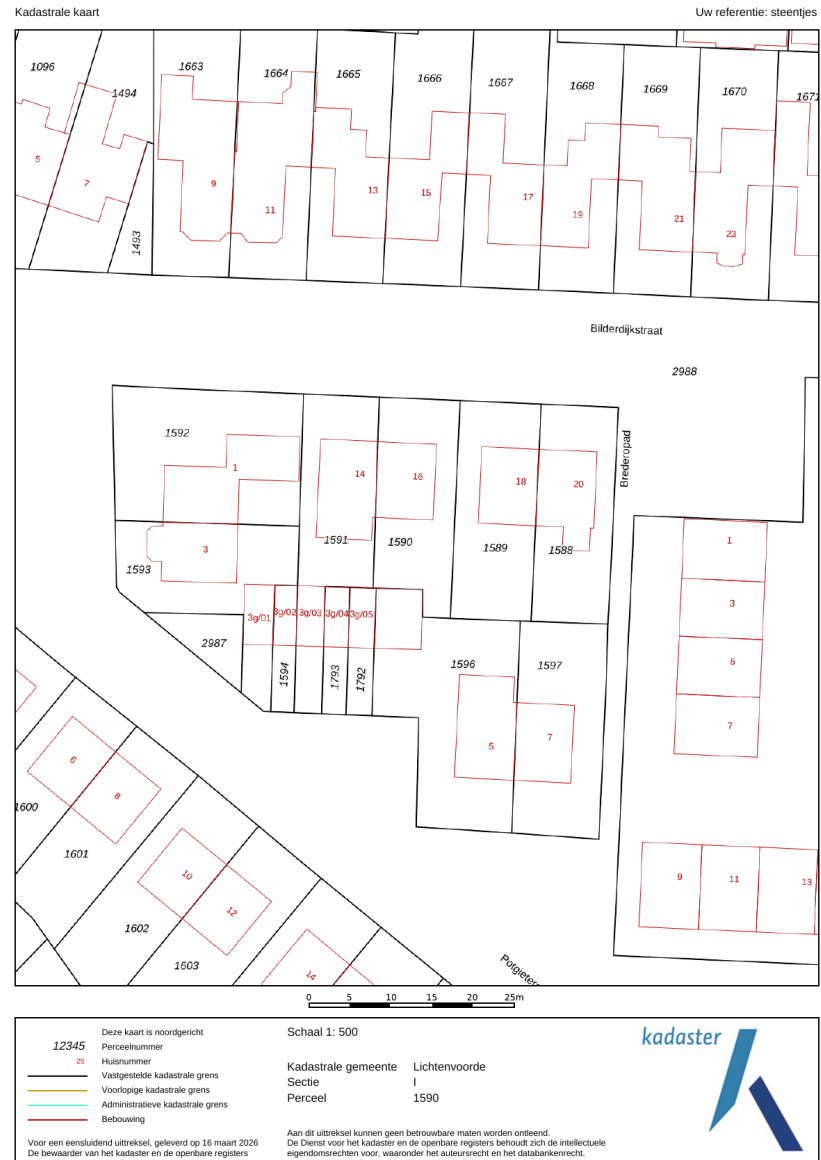 Kadastrale kaart
Uw referentie: steentjes
1096
1494
1663
1664
1665
1666
1667
1668
1669
1670
1671
5
7
9
11
13
15
17
19
21
23
1493
Bilderdijkstraat
2988
Brederopad
1592
1
14
16
18
20
1591
1590
1589
1588
3
1593
1
3
5
7
3g/01
3g/02
3g/03
3g/04
3g/05
2987
1594
1793
1792
1596
1597
5
7
6
8
1600
1601
10
12
1602
1603
14
9
11
13
Potgieters
0 5 10 15 20 25m
Deze kaart is noordgericht
12345 Perceelnummer
25 Huisnummer
Vastgestelde kadastrale grens
Voorlopige kadastrale grens
Administratieve kadastrale grens
Bebouwing
Voor een eensluidend uittreksel, geleverd op 16 maart 2026
De bewaarder van het kadaster en de openbare registers
Schaal 1: 500
Kadastrale gemeente Lichtenvoorde
Sectie I
Perceel 1590
Aan dit uittreksel kunnen geen betrouwbare maten worden ontleend.
De Dienst voor het kadaster en de openbare registers behoudt zich de intellectuele
eigendomsrechten voor, waaronder het auteursrecht en het databankenrecht.
kadaster